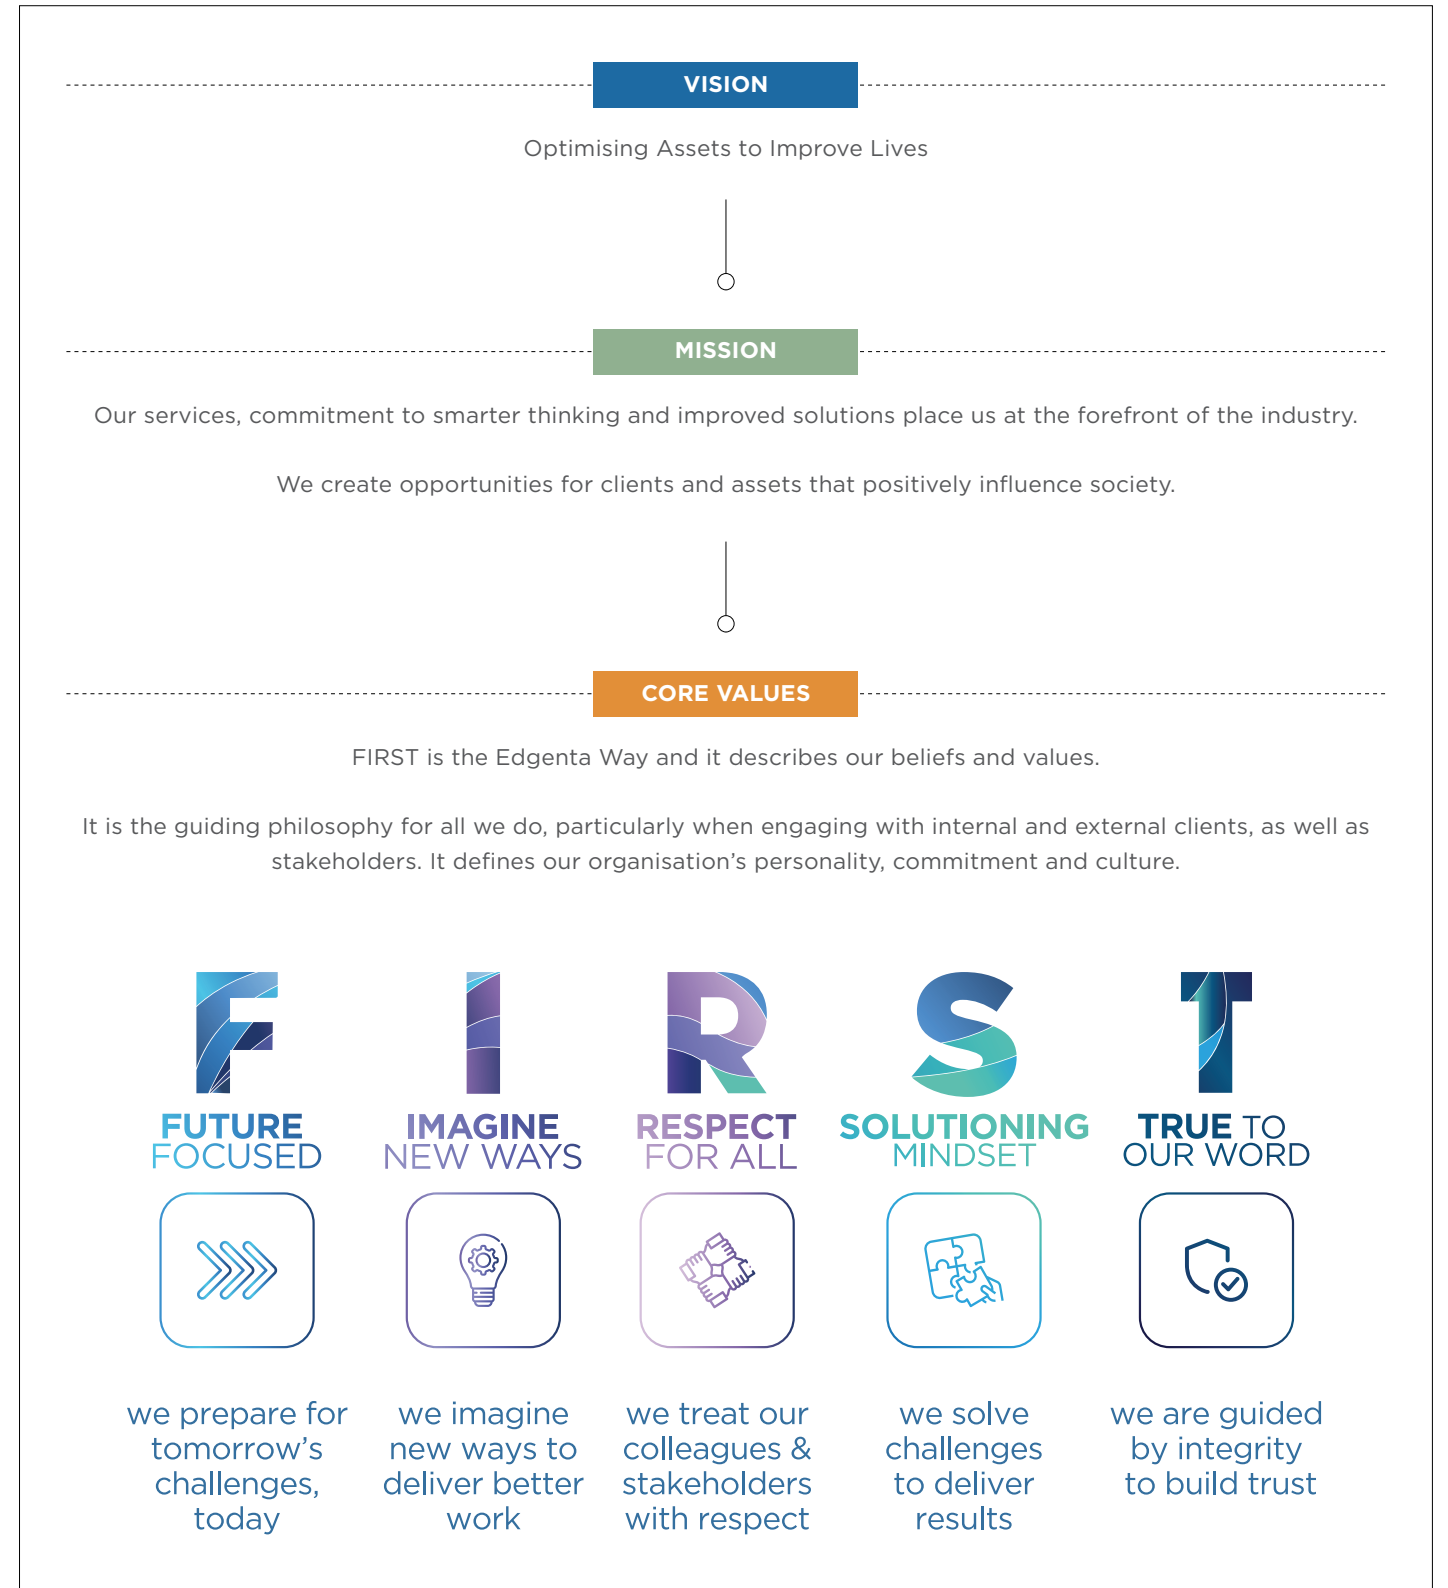 VISION
Optimising Assets to Improve Lives
MISSION
Our services, commitment to smarter thinking and improved solutions place us at the forefront of the industry.
We create opportunities for clients and assets that positively influence society.
CORE VALUES
FIRST is the Edgenta Way and it describes our beliefs and values.
It is the guiding philosophy for all we do, particularly when engaging with internal and external clients, as well as
stakeholders. It defines our organisation’s personality, commitment and culture.
F I R S T
FUTURE
FOCUSED
we prepare for
tomorrow’s
challenges,
today
IMAGINE
NEW WAYS
we imagine
new ways to
deliver better
work
RESPECT
FOR ALL
we treat our
colleagues &
stakeholders
with respect
SOLUTIONING
MINDSET
we solve
challenges
to deliver
results
TRUE TO
OUR WORD
we are guided
by integrity
to build trust